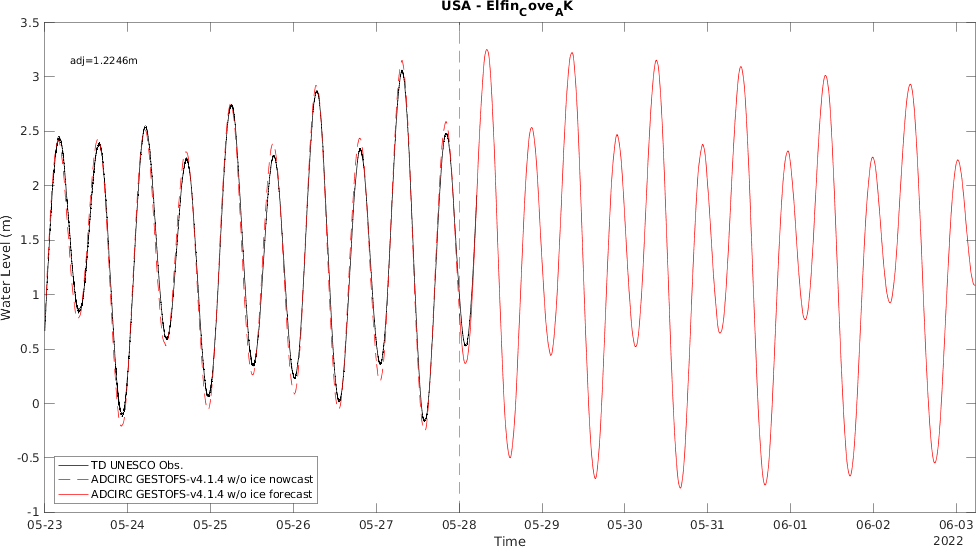 USA - ElfinCoveAK
3.5
adj=1.2246m
3
2.5
2
1.5
1
0.5
0
-0.5
-1
Water Level (m)
TD UNESCO Obs.
ADCIRC GESTOFS-v4.1.4 w/o ice nowcast
ADCIRC GESTOFS-v4.1.4 w/o ice forecast
05-23 05-24 05-25 05-26 05-27 05-28 05-29 05-30 05-31 06-01 06-02 06-03
Time 2022